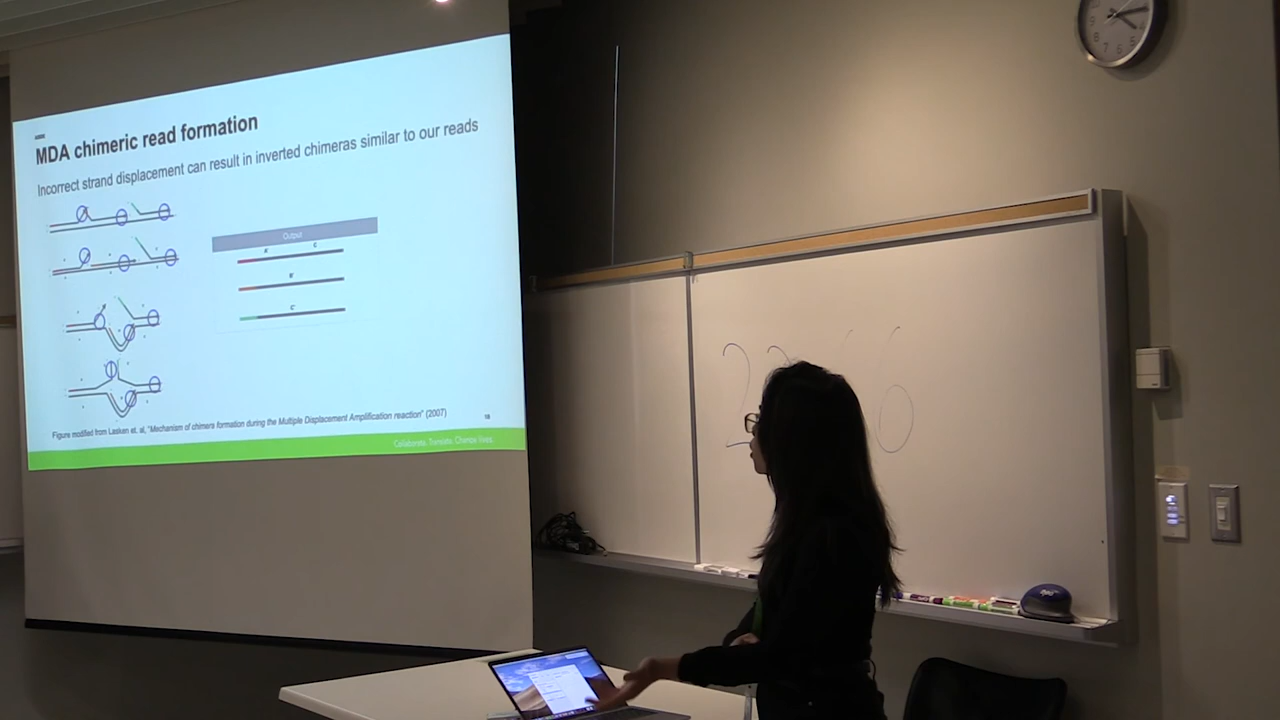 MDA chimeric read formation
Incorrect strand displacement can result in inverted chimeras similar to our reads
Output
A'
C
B'
C'
Figure modified from Lasken et. al, "Mechanism of chimera formation during the Multiple Displacement Amplification reaction" (2007)
18
Collaborate. Translate. Change lives.